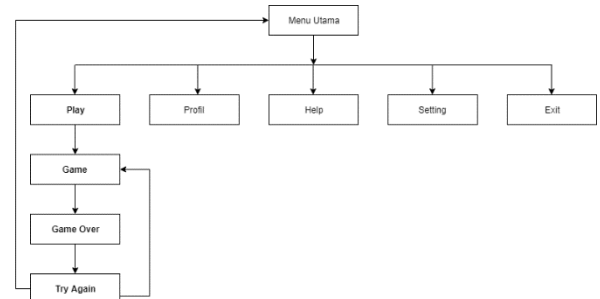 Menu Utama
Play
Profil
Help
Setting
Exit
Game
Game Over
Try Again